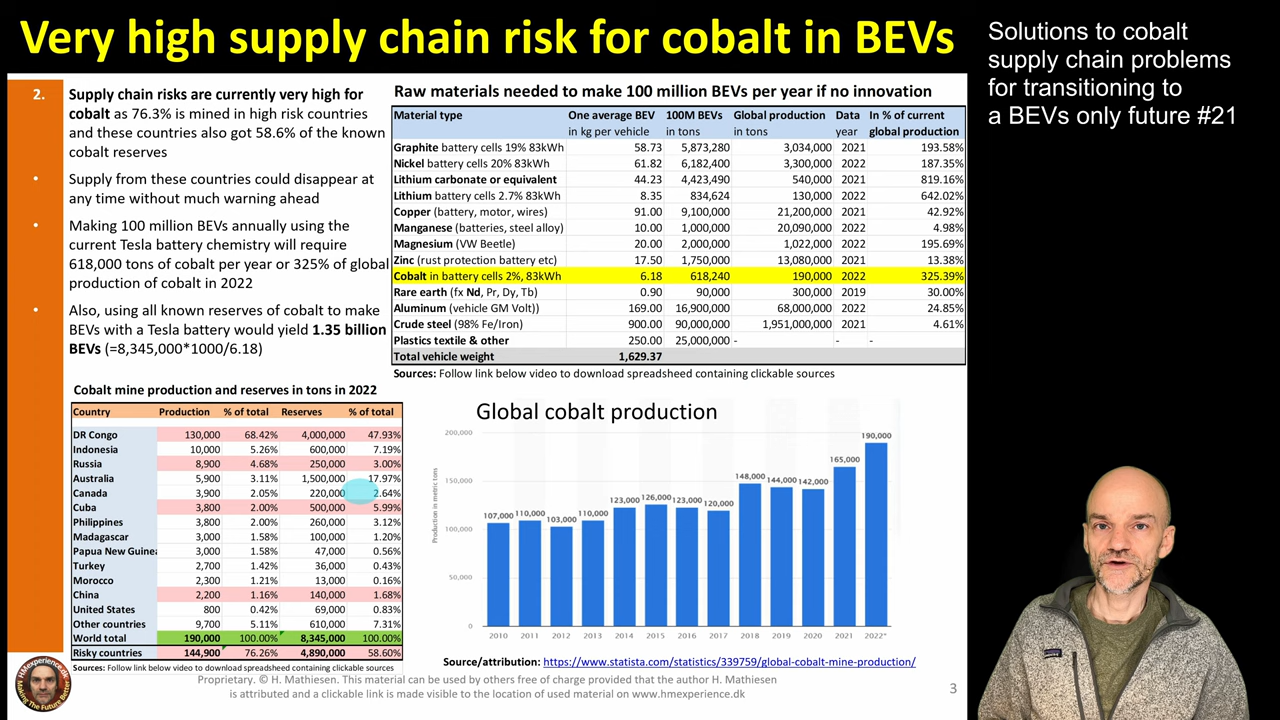 Very high supply chain risk for cobalt in BEVs
Solutions to cobalt
supply chain problems
for transitioning to
a BEVs only future #21
2. Supply chain risks are currently very high for
cobalt as 76.3% is mined in high risk countries
and these countries also got 58.6% of the known
cobalt reserves
• Supply from these countries could disappear at
any time without much warning ahead
• Making 100 million BEVs annually using the
current Tesla battery chemistry will require
618,000 tons of cobalt per year or 325% of global
production of cobalt in 2022
• Also, using all known reserves of cobalt to make
BEVs with a Tesla battery would yield 1.35 billion
BEVs (=8,345,000*1000/6.18)
Raw materials needed to make 100 million BEVs per year if no innovation
Material type One average BEV 100M BEVs Global production Data In % of current
in kg per vehicle in tons in tons year global production
Graphite battery cells 19% 83kWh 58.73 5,873,280 3,034,000 2021 193.58%
Nickel battery cells 20% 83kWh 61.82 6,182,400 3,300,000 2022 187.35%
Lithium carbonate or equivalent 44.23 4,423,490 540,000 2021 819.16%
Lithium battery cells 2.7% 83kWh 8.35 834,624 130,000 2022 642.02%
Copper (battery, motor, wires) 91.00 9,100,000 21,200,000 2021 42.92%
Manganese (batteries, steel alloy) 10.00 1,000,000 20,090,000 2022 4.98%
Magnesium (VW Beetle) 20.00 2,000,000 1,022,000 2022 195.69%
Zinc (rust protection battery etc) 17.50 1,750,000 13,080,000 2021 13.38%
Cobalt in battery cells 2%, 83kWh 6.18 618,240 190,000 2022 325.39%
Rare earth (fx Nd, Pr, Dy, Tb) 0.90 90,000 300,000 2019 30.00%
Aluminum (vehicle GM Volt)) 169.00 16,900,000 68,000,000 2022 24.85%
Crude steel (98% Fe/Iron) 900.00 90,000,000 1,951,000,000 2021 4.61%
Plastics textile & other 250.00 25,000,000 - - -
Total vehicle weight 1,629.37
Sources: Follow link below video to download spreadsheed containing clickable sources
Cobalt mine production and reserves in tons in 2022
Country Production % of total Reserves % of total
DR Congo 130,000 68.42% 4,000,000 47.93%
Indonesia 10,000 5.26% 600,000 7.19%
Russia 8,900 4.68% 250,000 3.00%
Australia 5,900 3.11% 1,500,000 17.97%
Canada 3,900 2.05% 220,000 2.64%
Cuba 3,800 2.00% 500,000 5.99%
Philippines 3,800 2.00% 260,000 3.12%
Madagascar 3,000 1.58% 100,000 1.20%
Papua New Guinea 3,000 1.58% 47,000 0.56%
Turkey 2,700 1.42% 36,000 0.43%
Morocco 2,300 1.21% 13,000 0.16%
China 2,200 1.16% 140,000 1.68%
United States 800 0.42% 69,000 0.83%
Other countries 9,700 5.11% 610,000 7.31%
World total 190,000 100.00% 8,345,000 100.00%
Risky countries 144,900 76.26% 4,890,000 58.60%
Sources: Follow link below video to download spreadsheed containing clickable sources
Global cobalt production
Production in metric tons
200,000
150,000
100,000
50,000
0
107,000 110,000 103,000 110,000 123,000 126,000 123,000 120,000 148,000 144,000 142,000 165,000 190,000
2010 2011 2012 2013 2014 2015 2016 2017 2018 2019 2020 2021 2022*
Source/attribution: https://www.statista.com/statistics/339759/global-cobalt-mine-production/
Proprietary. © H. Mathiesen. This material can be used by others free of charge provided that the author H. Mathiesen
is attributed and a clickable link is made visible to the location of used material on www.hmexperience.dk
3
HMexperience.dk
Making The Future Better